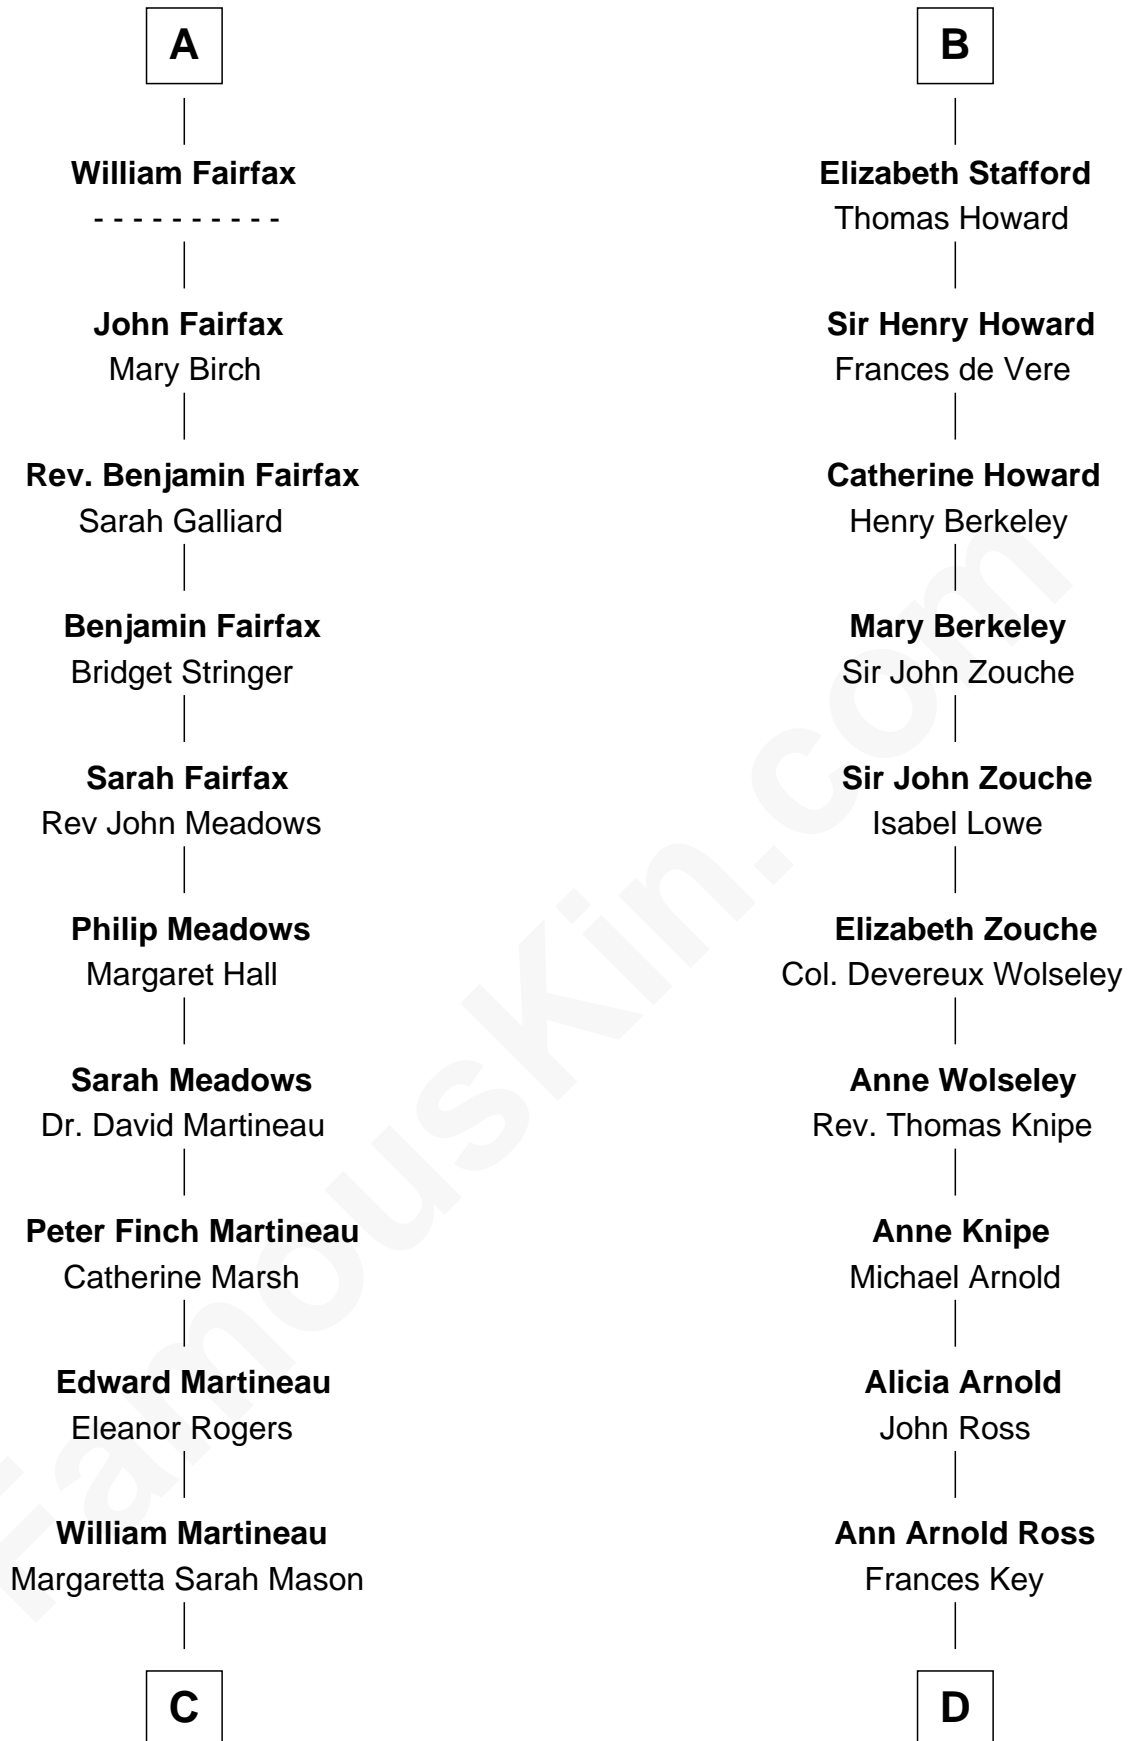 A
William Fairfax
- - - - - - - - - -
John Fairfax
Mary Birch
Rev. Benjamin Fairfax
Sarah Galliard
Benjamin Fairfax
Bridget Stringer
Sarah Fairfax
Rev John Meadows
Philip Meadows
Margaret Hall
Sarah Meadows
Dr. David Martineau
Peter Finch Martineau
Catherine Marsh
Edward Martineau
Eleanor Rogers
William Martineau
Margaretta Sarah Mason
C
B
Elizabeth Stafford
Thomas Howard
Sir Henry Howard
Frances de Vere
Catherine Howard
Henry Berkeley
Mary Berkeley
Sir John Zouche
Sir John Zouche
Isabel Lowe
Elizabeth Zouche
Col. Devereux Wolseley
Anne Wolseley
Rev. Thomas Knipe
Anne Knipe
Michael Arnold
Alicia Arnold
John Ross
Ann Arnold Ross
Frances Key
D
FamousKin.com